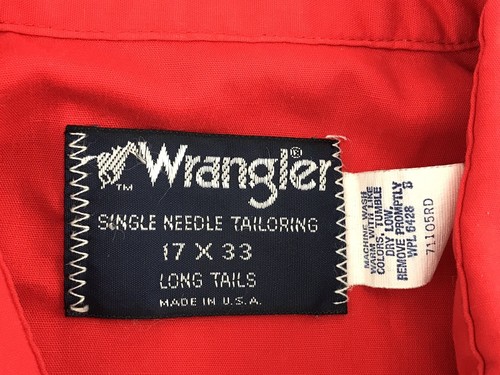 Wrangler®
TM
SINGLE NEEDLE TAILORING
17 X 33
LONG TAILS
MADE IN U.S.A.
MACHINE WASH
WARM WITH LIKE
COLORS, TUMBLE
DRY LOW,
REMOVE PROMPTLY
WPL 6428 B
71105RD